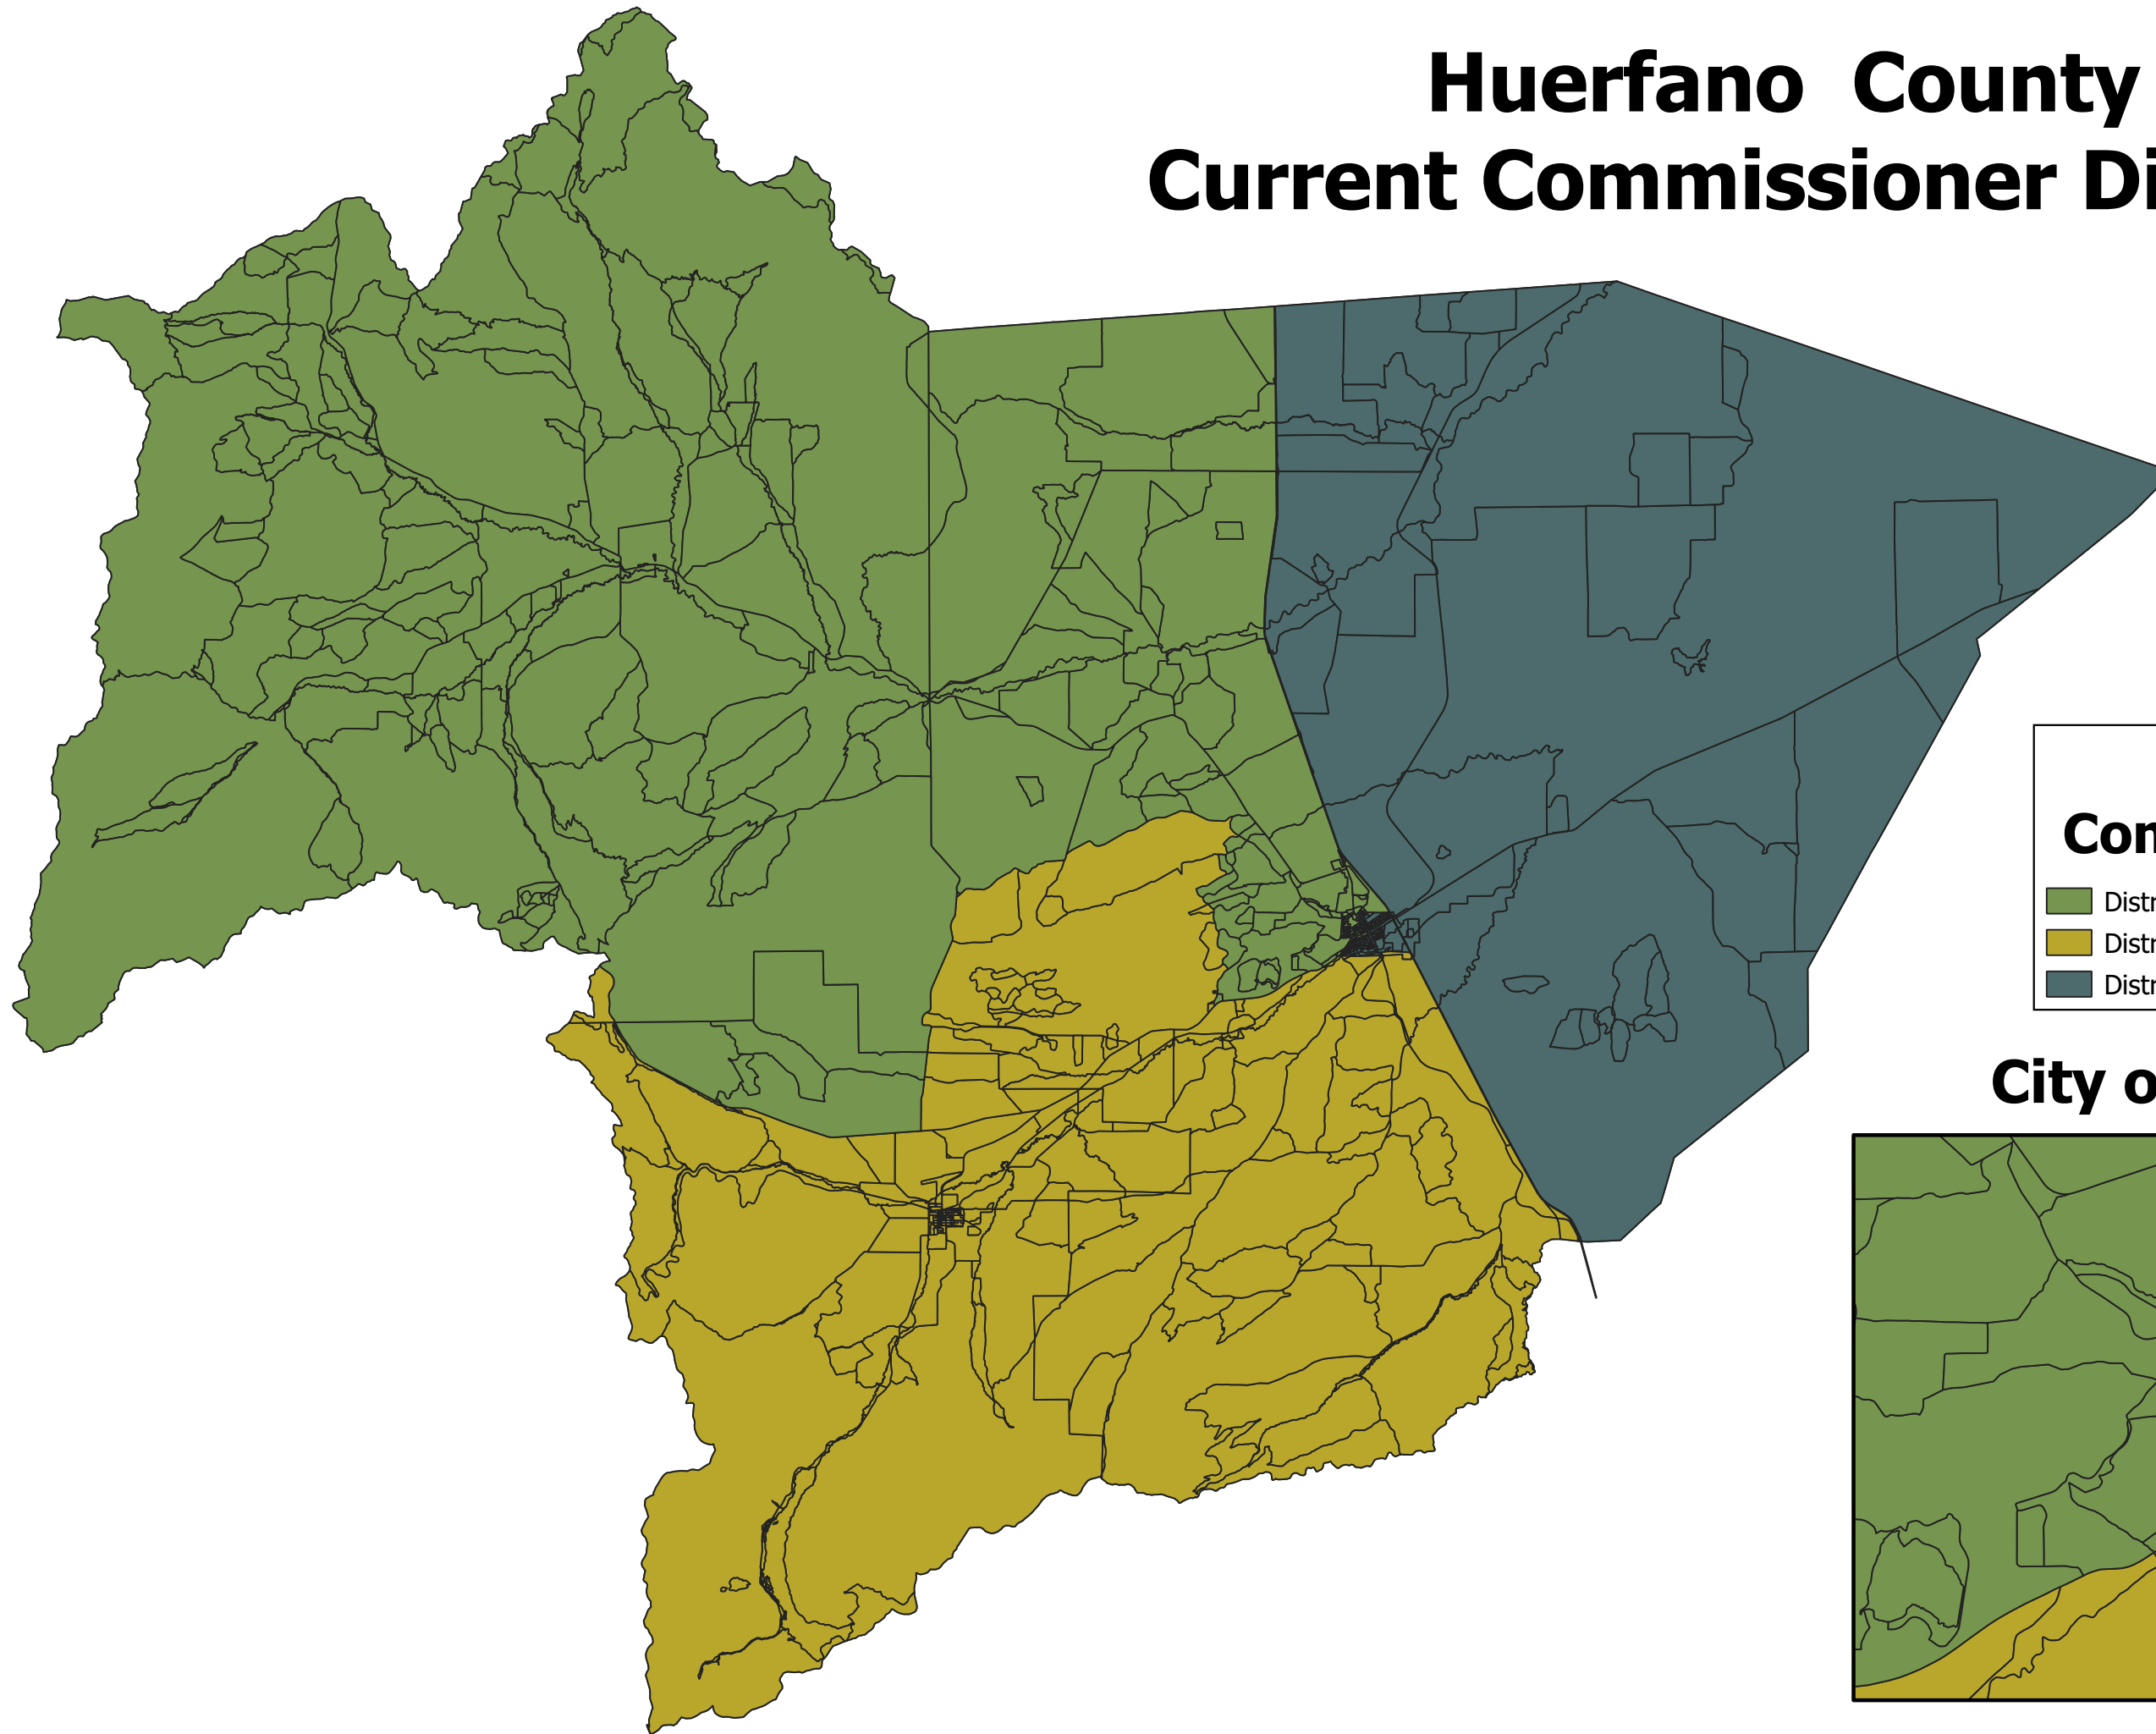 Huerfano County
Current Commissioner Di
Con
Distr
Distr
Distr
City o